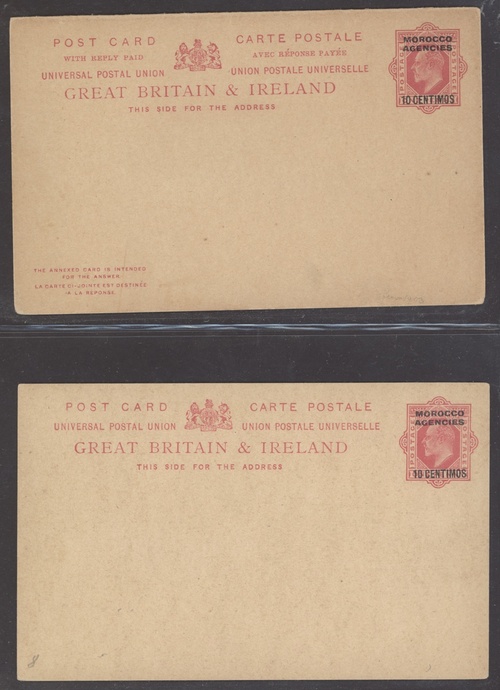 POST CARD CARTE POSTALE
WITH REPLY PAID AVEC RÉPONSE PAYÉE
UNIVERSAL POSTAL UNION UNION POSTALE UNIVERSELLE
GREAT BRITAIN & IRELAND
THIS SIDE FOR THE ADDRESS
MOROCCO
AGENCIES
POSTAGE
10 CENTIMOS
THE ANNEXED CARD IS INTENDED
FOR THE ANSWER.
LA CARTE CI-JOINTE EST DESTINÉE
À LA RÉPONSE.
POST CARD CARTE POSTALE
UNIVERSAL POSTAL UNION UNION POSTALE UNIVERSELLE
GREAT BRITAIN & IRELAND
THIS SIDE FOR THE ADDRESS
MOROCCO
AGENCIES
POSTAGE
10 CENTIMOS
8